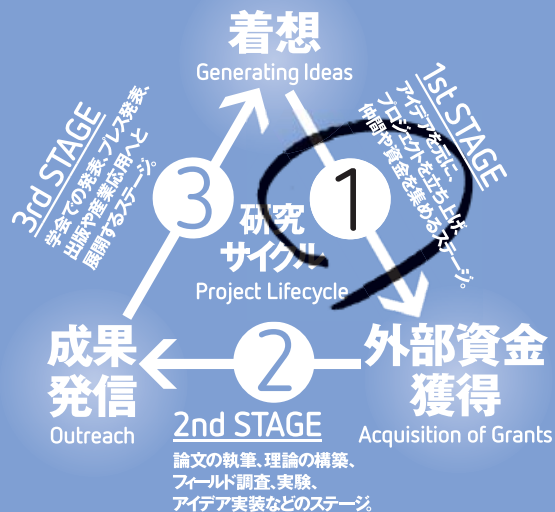 着想
Generating Ideas
1st STAGE
アイデアを元に、
プロジェクトを立ち上げ、
仲間や資金を集めるステージ。
1
外部資金
獲得
Acquisition of Grants
2
2nd STAGE
論文の執筆、理論の構築、
フィールド調査、実験、
アイデア実装などのステージ。
成果
発信
Outreach
3
3rd STAGE
学会での発表、プレス発表、
出版や産業応用へと
展開するステージ。
研究
サイクル
Project Lifecycle